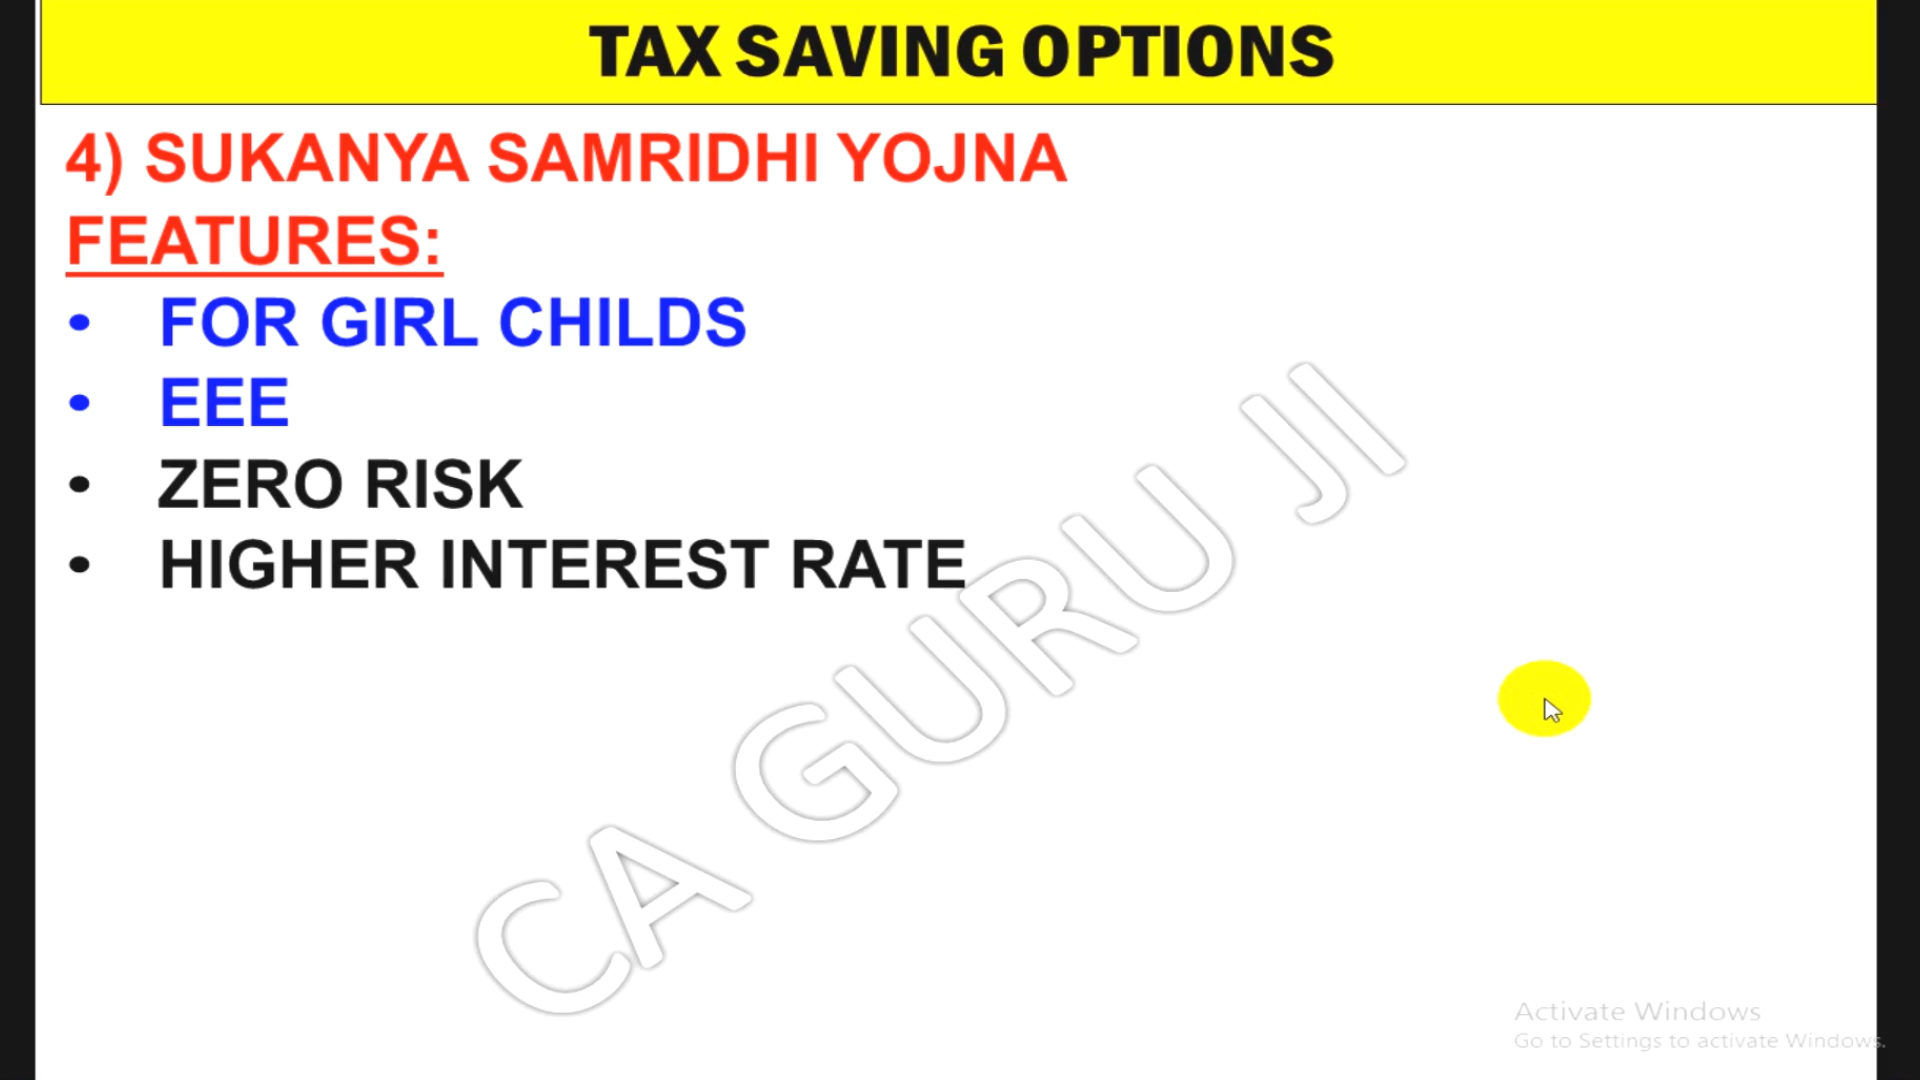 TAX SAVING OPTIONS
4) SUKANYA SAMRIDHI YOJNA
FEATURES:
• FOR GIRL CHILDS
• EEE
• ZERO RISK
• HIGHER INTEREST RATE
CA GURU JI
Activate Windows
Go to Settings to activate Windows.